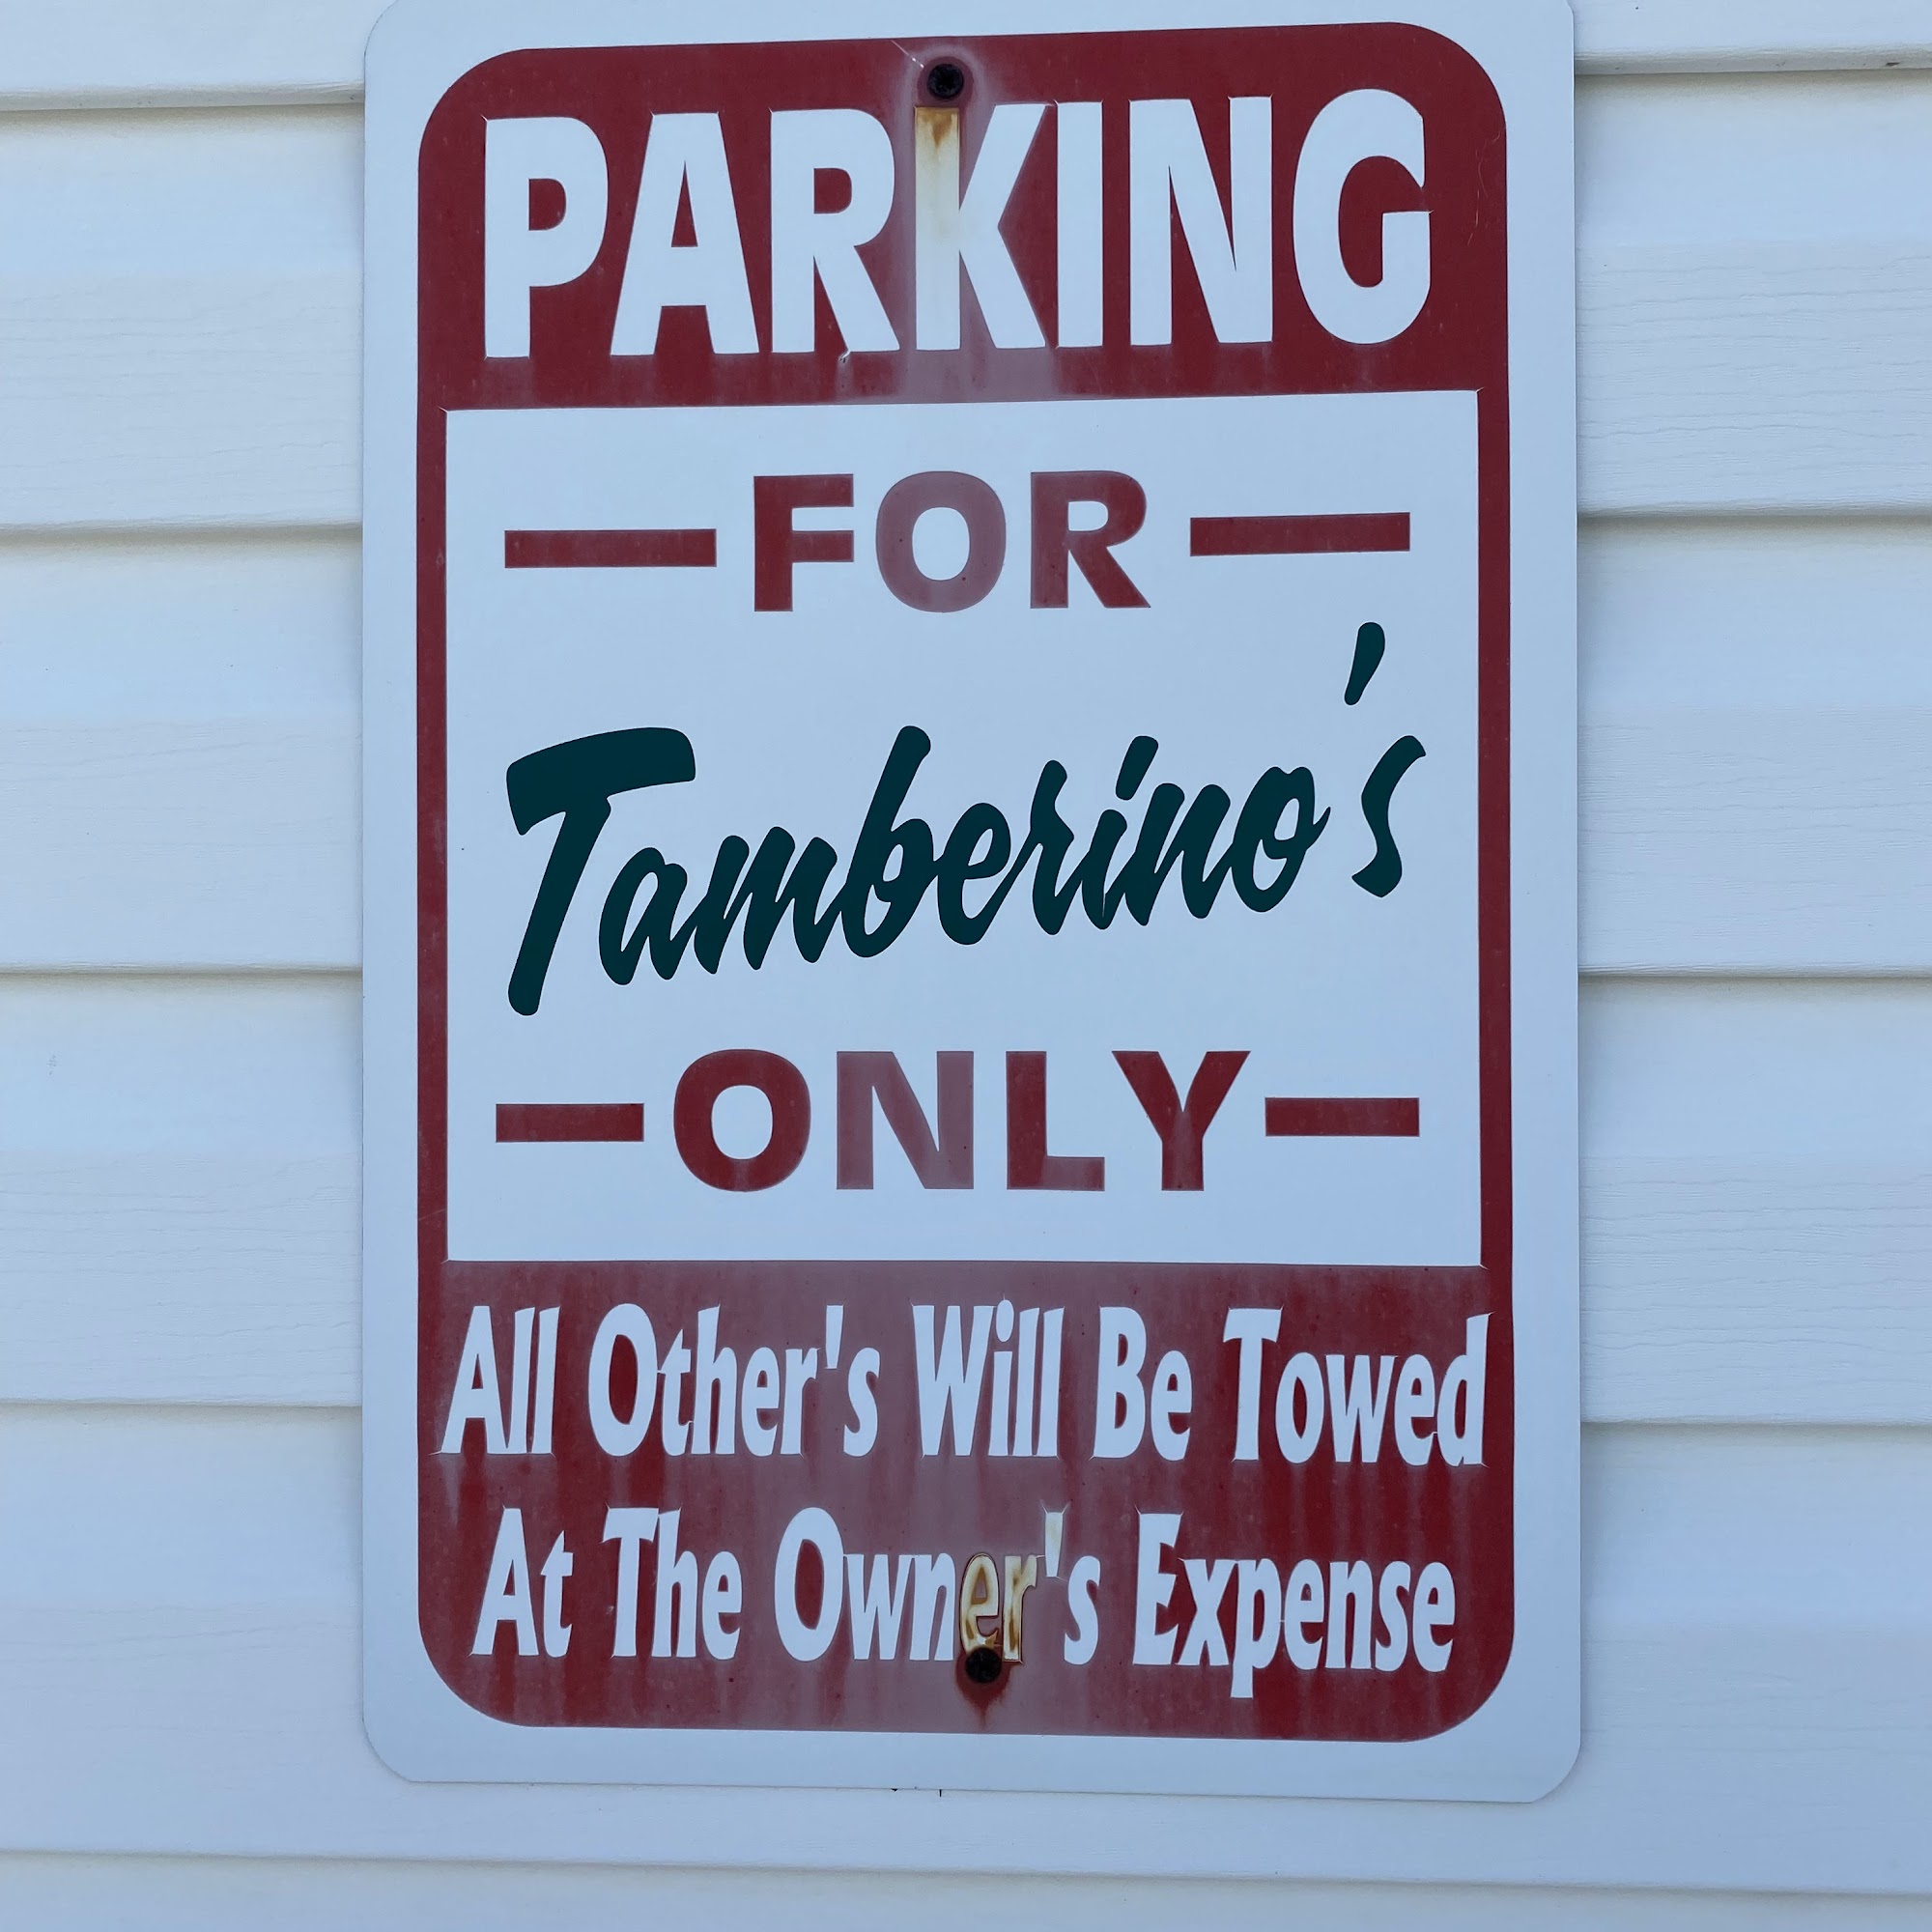 PARKING
FOR
Tamberino's
ONLY
All Other's Will Be Towed
At The Owner's Expense